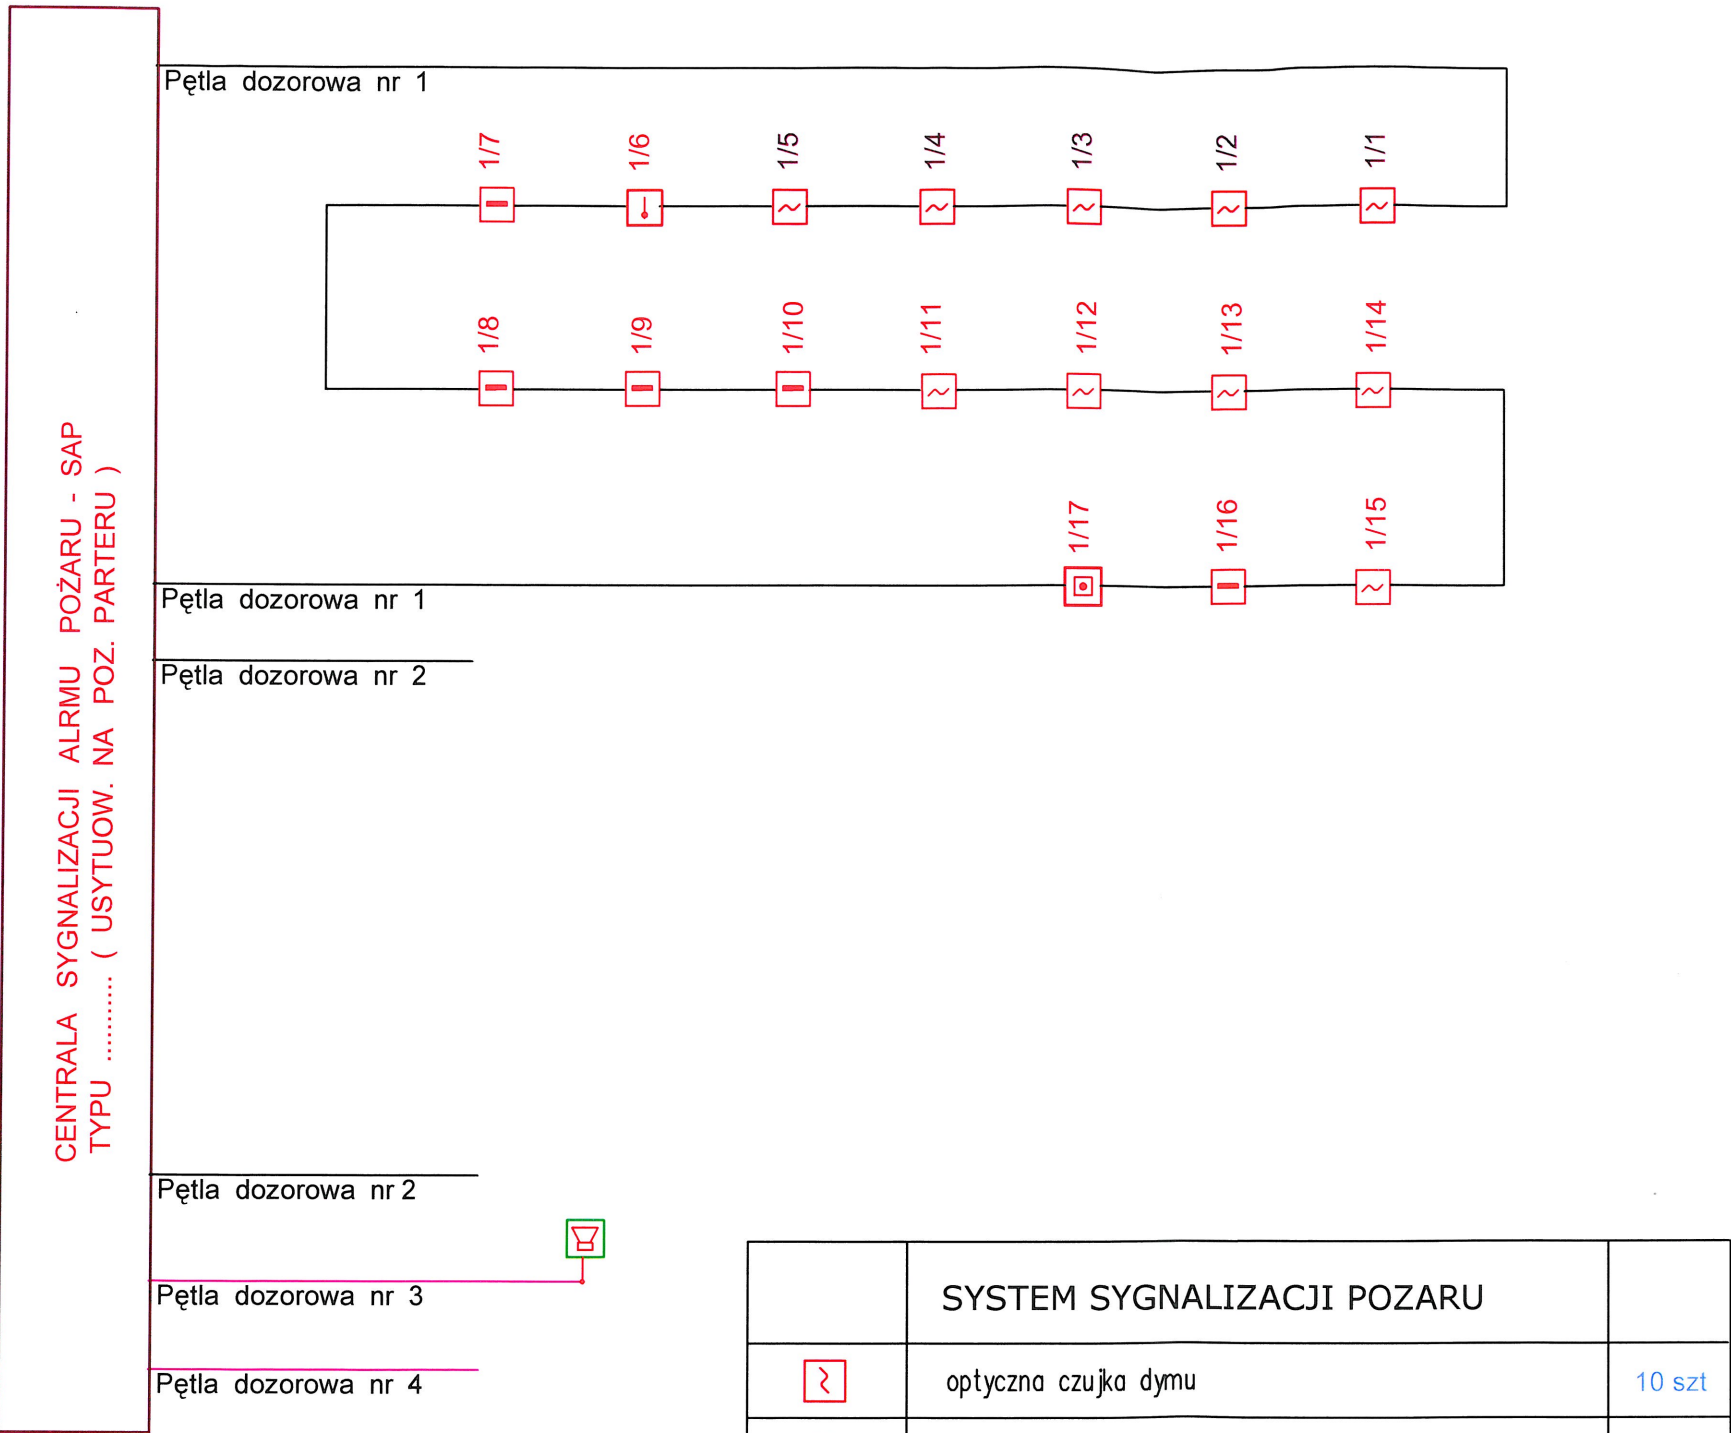 Pętla dozorowa nr 1
1/7 1/6 1/5 1/4 1/3 1/2 1/1
1/8 1/9 1/10 1/11 1/12 1/13 1/14
1/17 1/16 1/15
Pętla dozorowa nr 1
Pętla dozorowa nr 2
CENTRALA SYGNALIZACJI ALRMU POŻARU - SAP
TYPU ............ ( USYTUOW. NA POZ. PARTERU )
Pętla dozorowa nr 2
Pętla dozorowa nr 3
Pętla dozorowa nr 4
SYSTEM SYGNALIZACJI POZARU
optyczna czujka dymu 10 szt